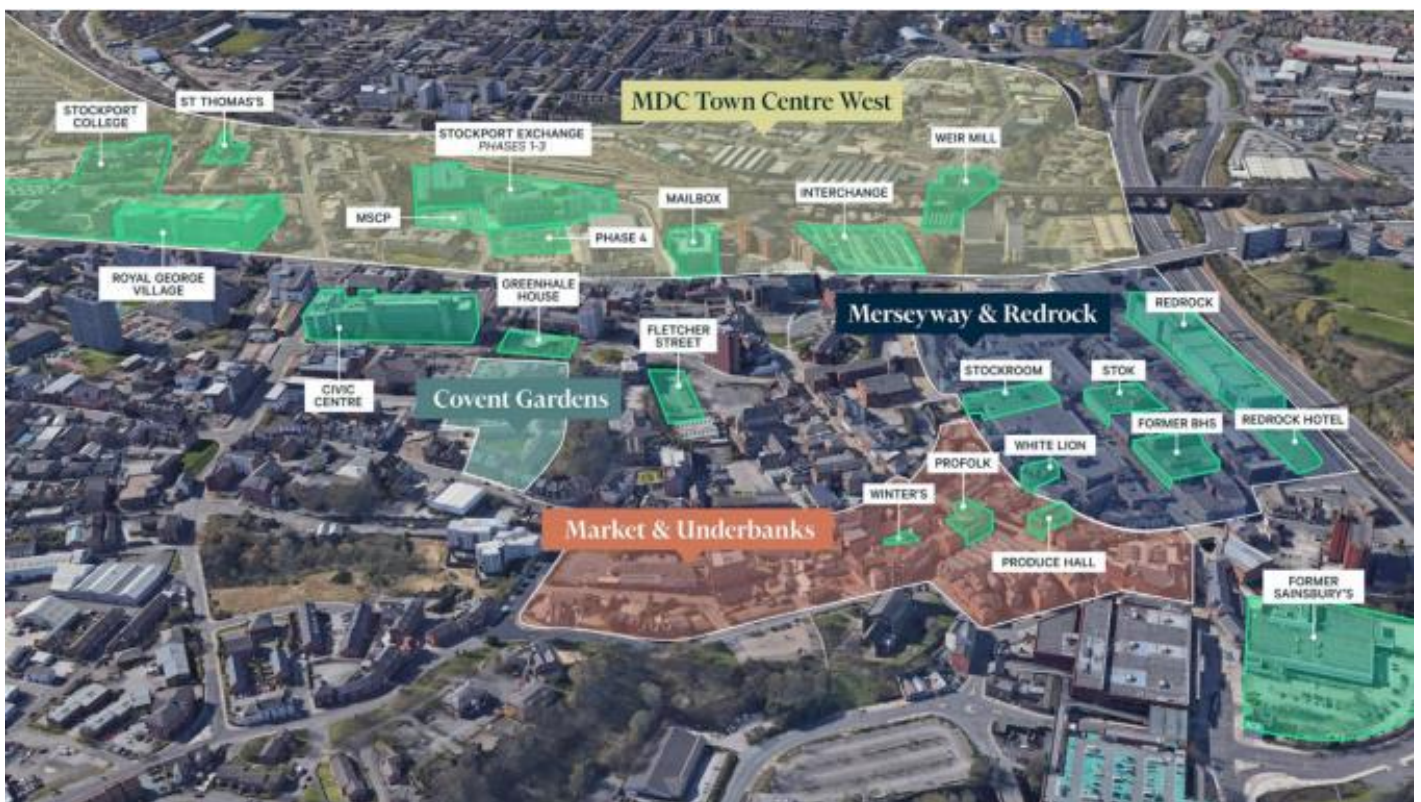 MDC Town Centre West
STOCKPORT
COLLEGE
ST THOMAS'S
STOCKPORT EXCHANGE
PHASES 1-3
WEIR MILL
MAILBOX
INTERCHANGE
MSCP
PHASE 4
ROYAL GEORGE
VILLAGE
GREENHALE
HOUSE
Merseyway & Redrock
REDROCK
FLETCHER
STREET
CIVIC
CENTRE
Covent Gardens
STOCKROOM
STOK
FORMER BHS
REDROCK HOTEL
WHITE LION
PROFOLK
WINTER'S
Market & Underbanks
PRODUCE HALL
FORMER
SAINSBURY'S